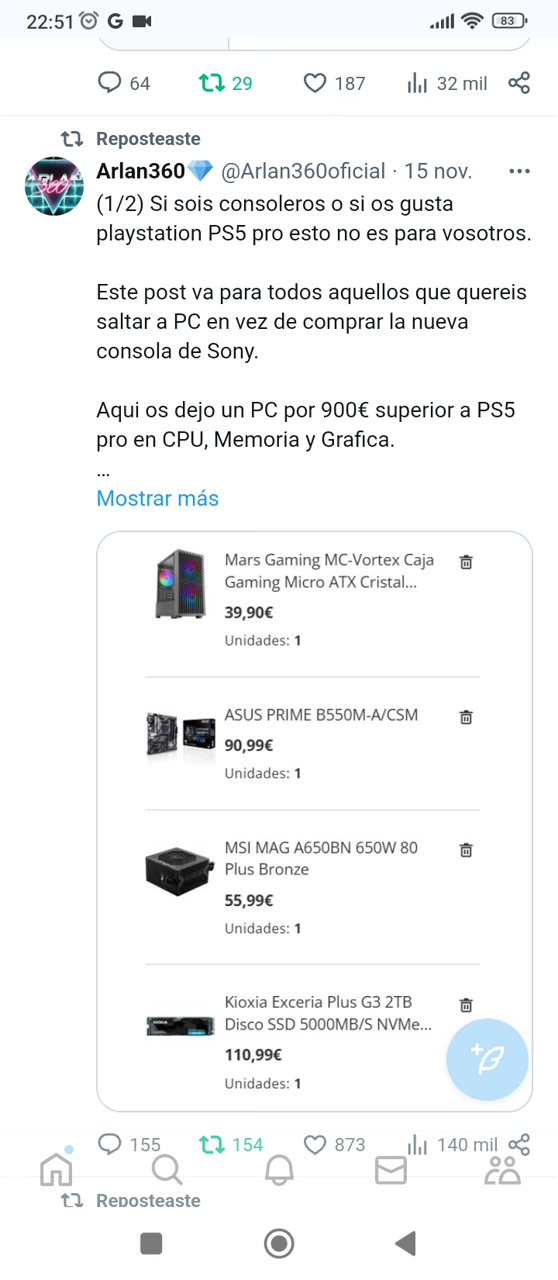 22:51 G 83
64 29 187 32 mil
Reposteaste
Arlan360 @Arlan360oficial · 15 nov.
(1/2) Si sois consoleros o si os gusta
playstation PS5 pro esto no es para vosotros.
Este post va para todos aquellos que quereis
saltar a PC en vez de comprar la nueva
consola de Sony.
Aqui os dejo un PC por 900€ superior a PS5
pro en CPU, Memoria y Grafica.
...
Mostrar más
Mars Gaming MC-Vortex Caja
Gaming Micro ATX Cristal...
39,90€
Unidades: 1
ASUS PRIME B550M-A/CSM
90,99€
Unidades: 1
MSI MAG A650BN 650W 80
Plus Bronze
55,99€
Unidades: 1
Kioxia Exceria Plus G3 2TB
Disco SSD 5000MB/S NVMe...
110,99€
Unidades: 1
155 154 873 140 mil
Reposteaste